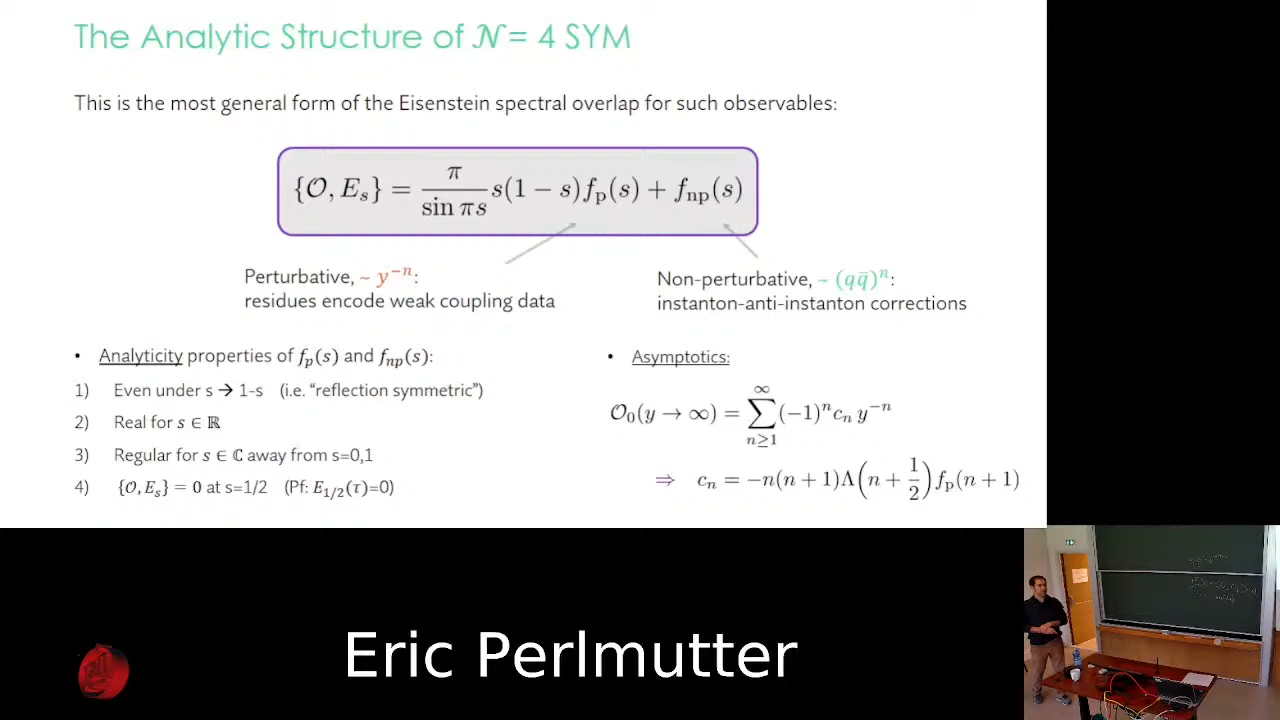 The Analytic Structure of 𝒩 = 4 SYM
This is the most general form of the Eisenstein spectral overlap for such observables:
{𝒪, E_s} = π/(sin πs) s(1 − s)f_p(s) + f_np(s)
Perturbative, ~ y^{-n}:
residues encode weak coupling data
Non-perturbative, ~ (qq̄)^n:
instanton-anti-instanton corrections
• Analyticity properties of f_p(s) and f_np(s):
1) Even under s → 1-s (i.e. “reflection symmetric”)
2) Real for s ∈ ℝ
3) Regular for s ∈ ℂ away from s=0,1
4) {𝒪, E_s} = 0 at s=1/2 (Pf: E_{1/2}(τ)=0)
• Asymptotics:
𝒪_0(y → ∞) = ∑_{n≥1}^{∞} (−1)^n c_n y^{−n}
⇒ c_n = −n(n + 1)Λ(n + 1/2) f_p(n + 1)
Eric Perlmutter